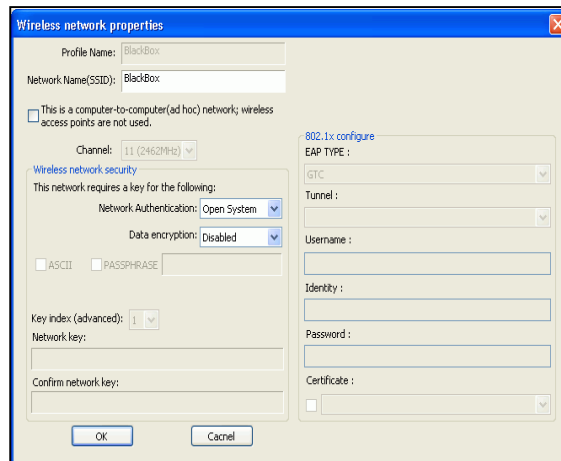 Wireless network properties
Profile Name: BlackBox
Network Name(SSID): BlackBox
This is a computer-to-computer(ad hoc) network; wireless
access points are not used.
Channel: 11 (2462MHz)
Wireless network security
This network requires a key for the following:
Network Authentication: Open System
Data encryption: Disabled
ASCII PASSPHRASE
Key index (advanced): 1
Network key:
Confirm network key:
OK Cacnel
802.1x configure
EAP TYPE :
GTC
Tunnel :
Username :
Identity :
Password :
Certificate :